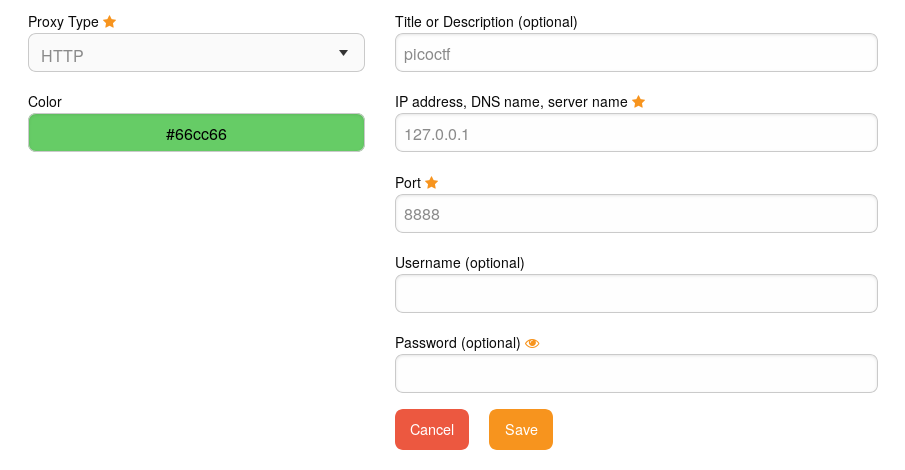 Proxy Type
HTTP
Color
#66cc66
Title or Description (optional)
picoctf
IP address, DNS name, server name
127.0.0.1
Port
8888
Username (optional)
Password (optional)
Cancel Save